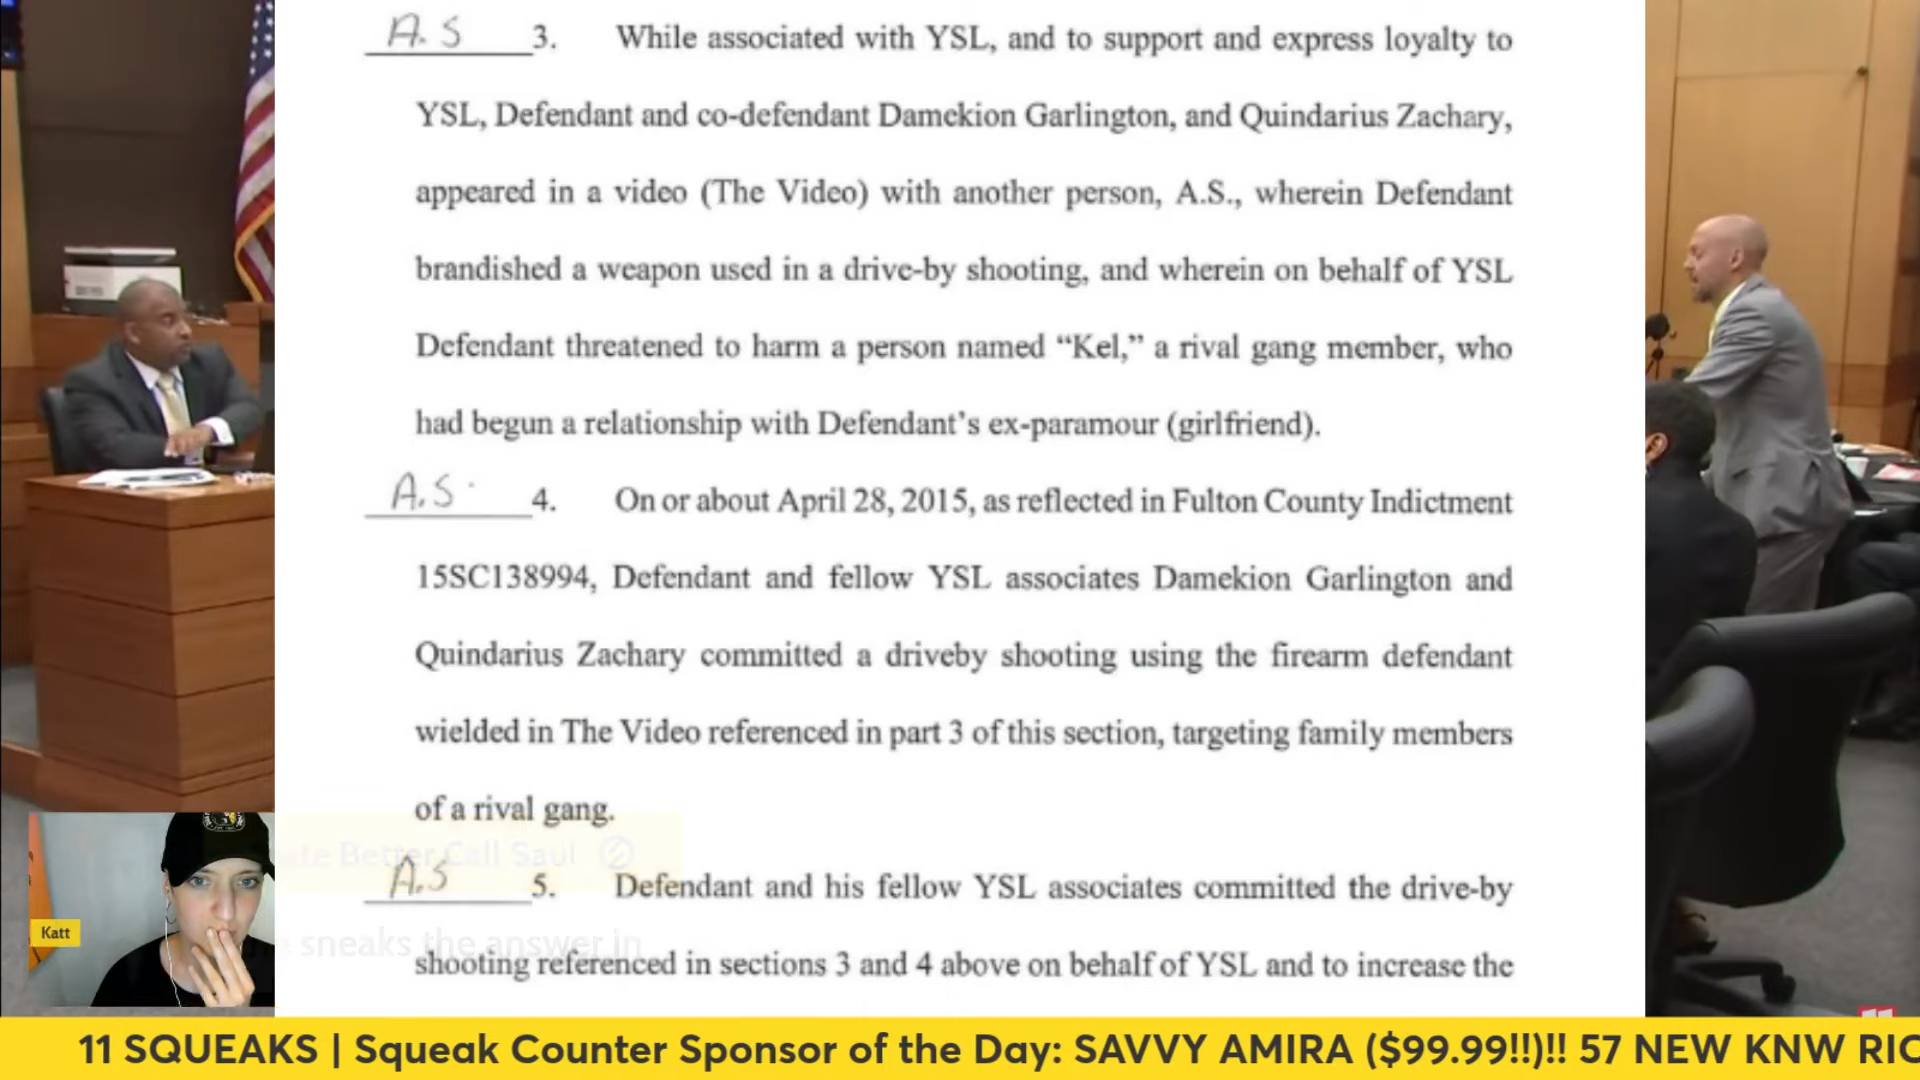 A.S 3. While associated with YSL, and to support and express loyalty to
YSL, Defendant and co-defendant Damekion Garlington, and Quindarius Zachary,
appeared in a video (The Video) with another person, A.S., wherein Defendant
brandished a weapon used in a drive-by shooting, and wherein on behalf of YSL
Defendant threatened to harm a person named “Kel,” a rival gang member, who
had begun a relationship with Defendant’s ex-paramour (girlfriend).
A.S. 4. On or about April 28, 2015, as reflected in Fulton County Indictment
15SC138994, Defendant and fellow YSL associates Damekion Garlington and
Quindarius Zachary committed a driveby shooting using the firearm defendant
wielded in The Video referenced in part 3 of this section, targeting family members
of a rival gang.
Better Call Saul
A.S 5. Defendant and his fellow YSL associates committed the drive-by
sneaks the answer in
shooting referenced in sections 3 and 4 above on behalf of YSL and to increase the
Katt
11 SQUEAKS | Squeak Counter Sponsor of the Day: SAVVY AMIRA ($99.99!!)!! 57 NEW KNW RIC